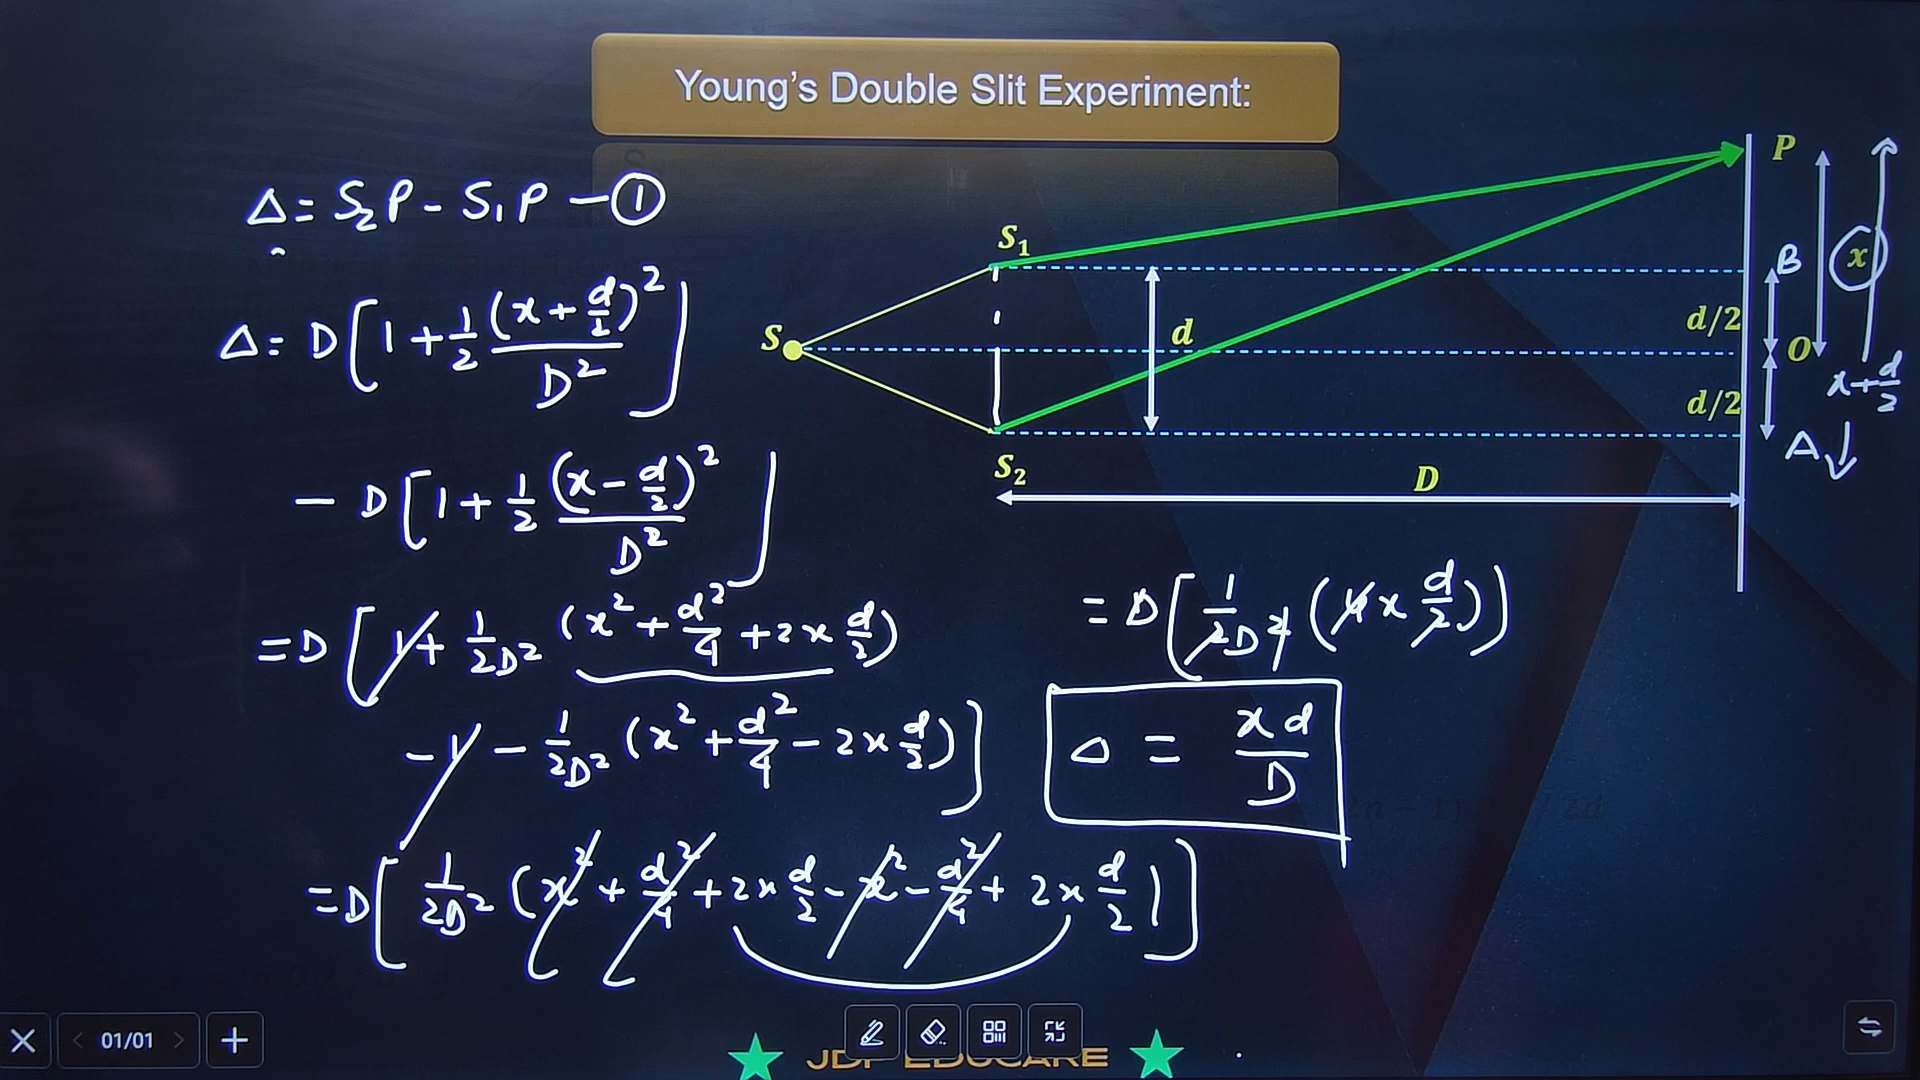 Young's Double Slit Experiment:
Δ = S₂P - S₁P - ①
Δ = D[1 + 1/2 (x + d/2)²/D²]
- D[1 + 1/2 (x - d/2)²/D²]
= D[1 + 1/2D² (x² + d²/4 + 2x d/2)
- 1 - 1/2D² (x² + d²/4 - 2x d/2)]
= D[1/2D² (x² + d²/4 + 2x d/2 - x² - d²/4 + 2x d/2)]
= D[1/2D² (4x d/2)]
Δ = xd/D
S
S₁
S₂
d
D
P
B
x
d/2
O
x + d/2
d/2
A
01/01
JDP EDUCARE